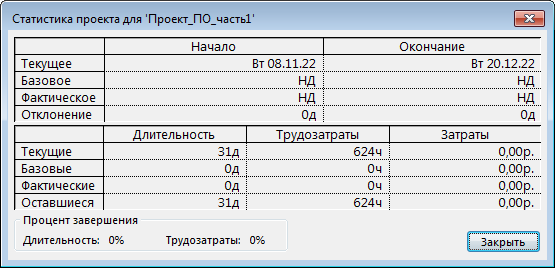 Статистика проекта для 'Проект_ПО_часть1'
Начало Окончание
Текущее Вт 08.11.22 Вт 20.12.22
Базовое НД НД
Фактическое НД НД
Отклонение 0д 0д
Длительность Трудозатраты Затраты
Текущие 31д 624ч 0,00р.
Базовые 0д 0ч 0,00р.
Фактические 0д 0ч 0,00р.
Оставшиеся 31д 624ч 0,00р.
Процент завершения
Длительность: 0% Трудозатраты: 0%
Закрыть